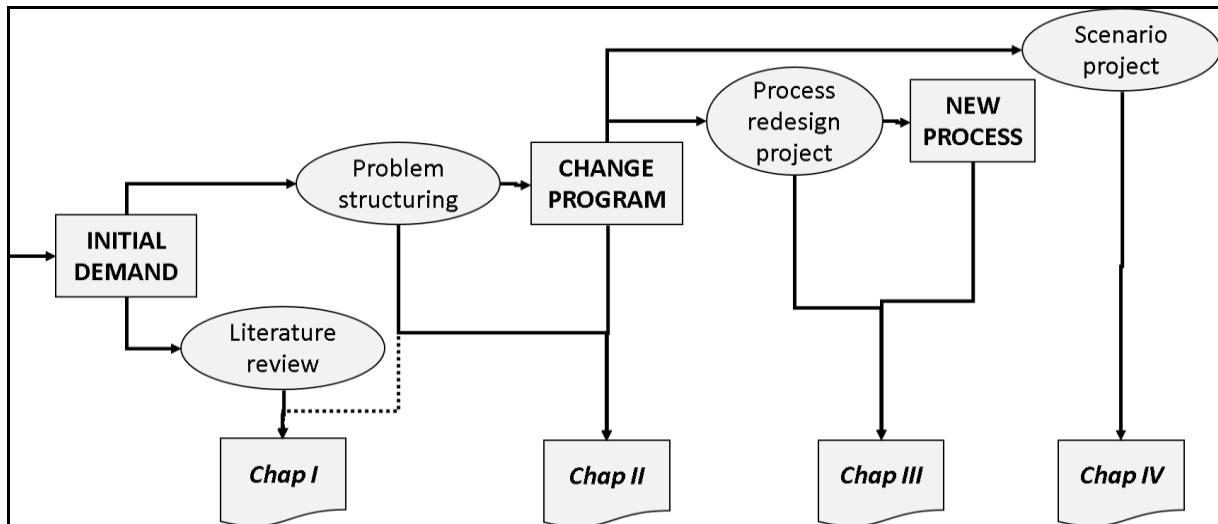 Scenario
project
Process
redesign
project
NEW
PROCESS
Problem
structuring
CHANGE
PROGRAM
INITIAL
DEMAND
Literature
review
Chap I
Chap II
Chap III
Chap IV